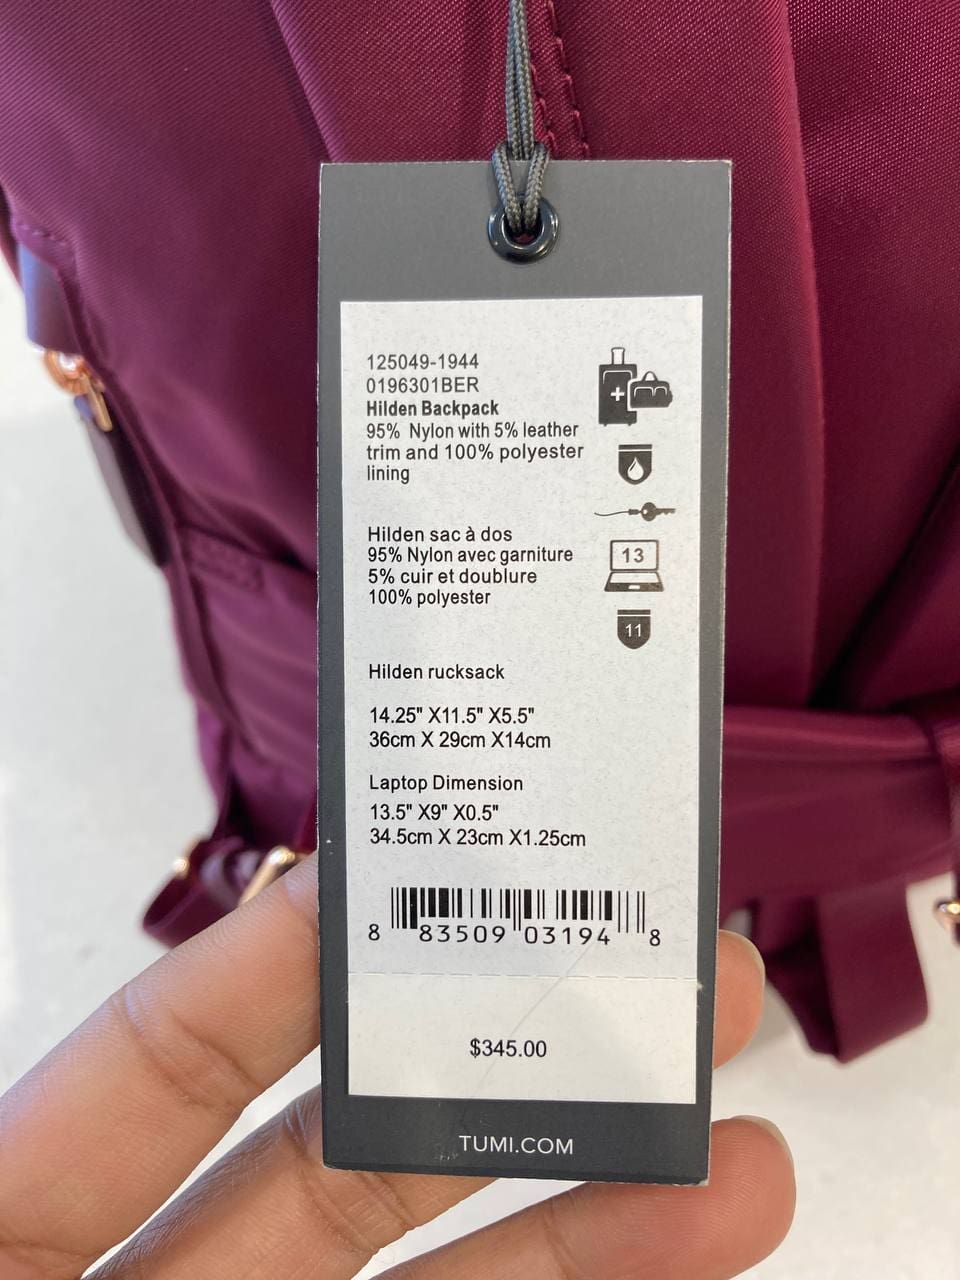 125049-1944
0196301BER
Hilden Backpack
95% Nylon with 5% leather
trim and 100% polyester
lining
Hilden sac à dos
95% Nylon avec garniture
5% cuir et doublure
100% polyester
13
11
Hilden rucksack
14.25" X11.5" X5.5"
36cm X 29cm X14cm
Laptop Dimension
13.5" X9" X0.5"
34.5cm X 23cm X1.25cm
8 83509 03194 8
$345.00
TUMI.COM